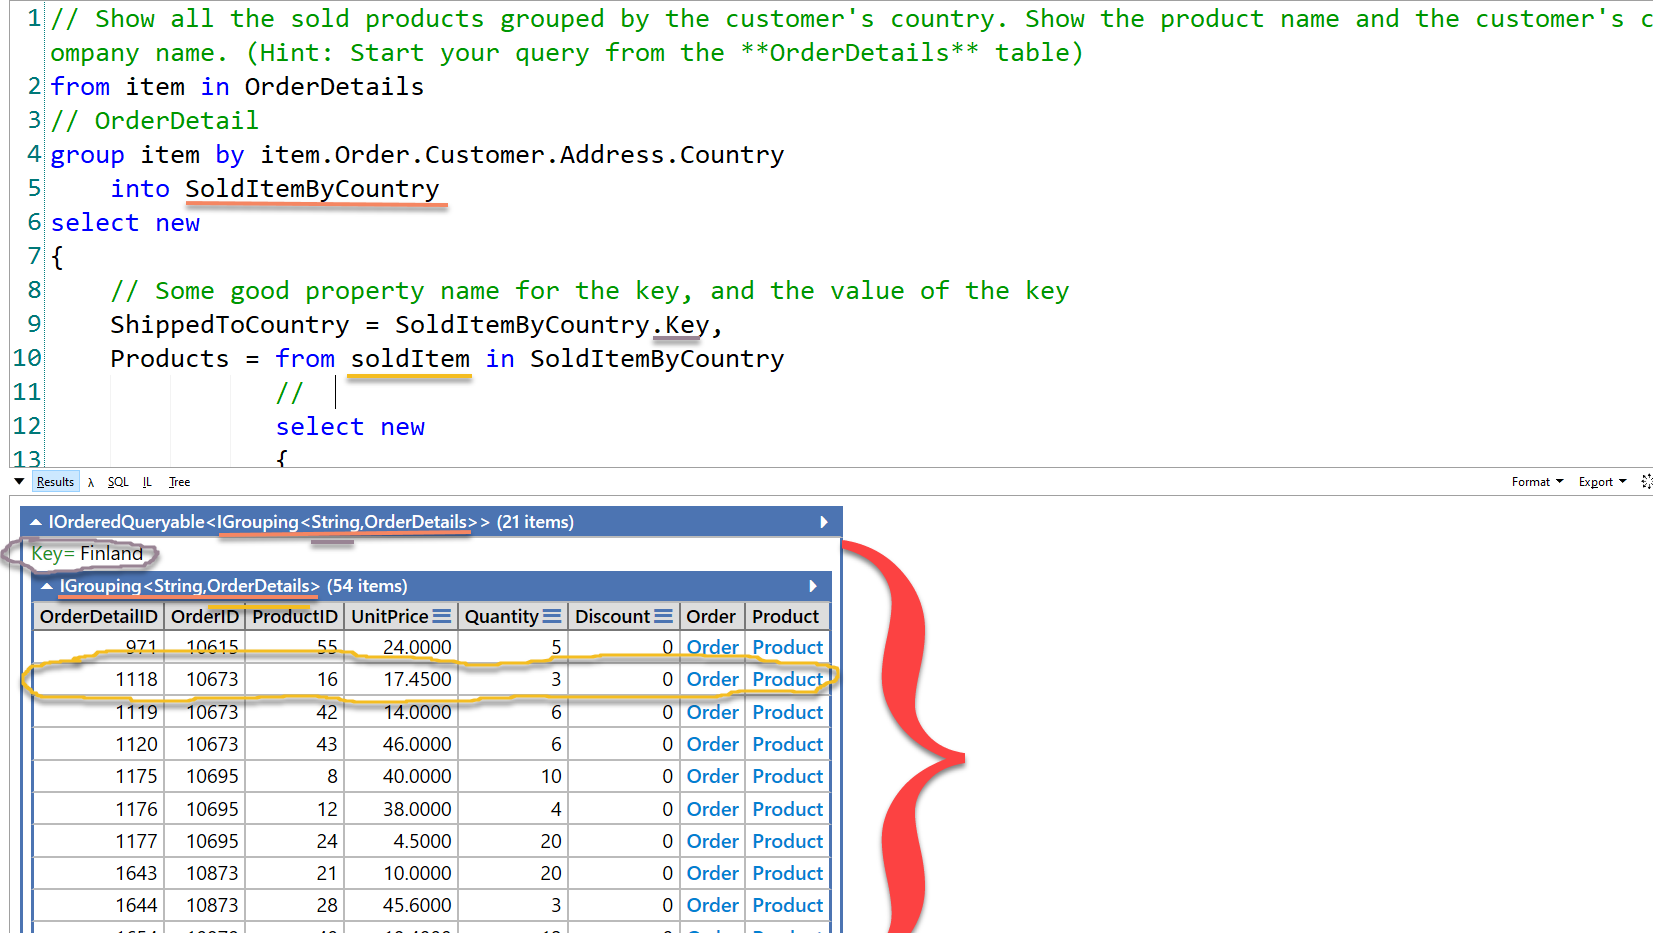 1 // Show all the sold products grouped by the customer's country. Show the product name and the customer's c
ompany name. (Hint: Start your query from the **OrderDetails** table)
2 from item in OrderDetails
3 // OrderDetail
4 group item by item.Order.Customer.Address.Country
5 into SoldItemByCountry
6 select new
7 {
8 // Some good property name for the key, and the value of the key
9 ShippedToCountry = SoldItemByCountry.Key,
10 Products = from soldItem in SoldItemByCountry
11 //
12 select new
13 {
Results λ SQL IL Tree Format Export
IOrderedQueryable<IGrouping<String,OrderDetails>> (21 items)
Key= Finland
IGrouping<String,OrderDetails> (54 items)
OrderDetailID OrderID ProductID UnitPrice Quantity Discount Order Product
971 10615 55 24.0000 5 0 Order Product
1118 10673 16 17.4500 3 0 Order Product
1119 10673 42 14.0000 6 0 Order Product
1120 10673 43 46.0000 6 0 Order Product
1175 10695 8 40.0000 10 0 Order Product
1176 10695 12 38.0000 4 0 Order Product
1177 10695 24 4.5000 20 0 Order Product
1643 10873 21 10.0000 20 0 Order Product
1644 10873 28 45.6000 3 0 Order Product